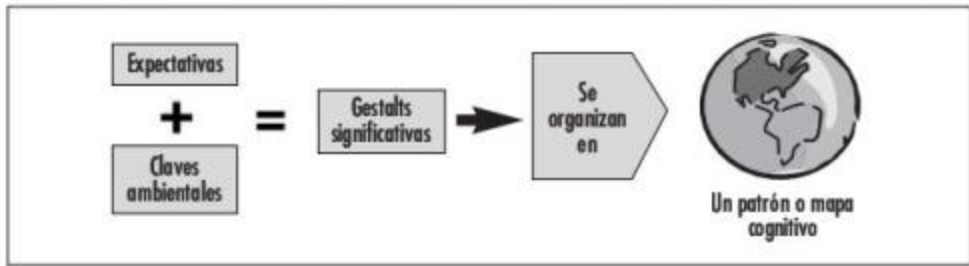 Expectativas
+
Claves
ambientales
=
Gestalts
significativas
Se
organizan
en
Un patrón o mapa
cognitivo